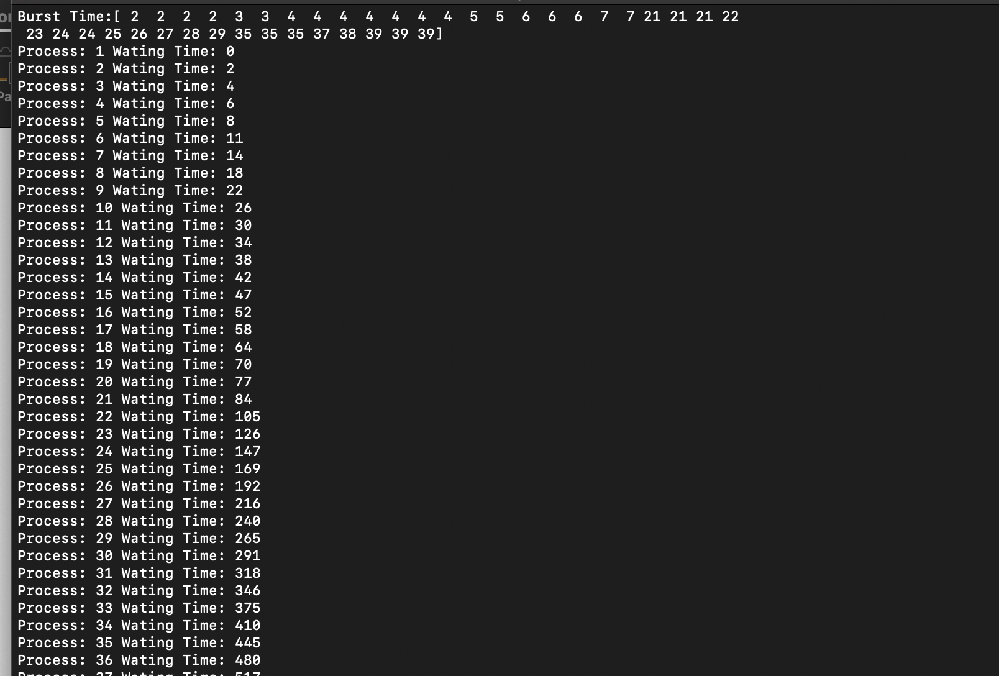 Burst Time:[ 2  2  2  2  3  3  4  4  4  4  4  4  4  5  5  6  6  6  7  7 21 21 21 22
 23 24 24 25 26 27 28 29 35 35 35 37 38 39 39 39]
Process: 1 Wating Time: 0
Process: 2 Wating Time: 2
Process: 3 Wating Time: 4
Process: 4 Wating Time: 6
Process: 5 Wating Time: 8
Process: 6 Wating Time: 11
Process: 7 Wating Time: 14
Process: 8 Wating Time: 18
Process: 9 Wating Time: 22
Process: 10 Wating Time: 26
Process: 11 Wating Time: 30
Process: 12 Wating Time: 34
Process: 13 Wating Time: 38
Process: 14 Wating Time: 42
Process: 15 Wating Time: 47
Process: 16 Wating Time: 52
Process: 17 Wating Time: 58
Process: 18 Wating Time: 64
Process: 19 Wating Time: 70
Process: 20 Wating Time: 77
Process: 21 Wating Time: 84
Process: 22 Wating Time: 105
Process: 23 Wating Time: 126
Process: 24 Wating Time: 147
Process: 25 Wating Time: 169
Process: 26 Wating Time: 192
Process: 27 Wating Time: 216
Process: 28 Wating Time: 240
Process: 29 Wating Time: 265
Process: 30 Wating Time: 291
Process: 31 Wating Time: 318
Process: 32 Wating Time: 346
Process: 33 Wating Time: 375
Process: 34 Wating Time: 410
Process: 35 Wating Time: 445
Process: 36 Wating Time: 480
Process: 37 Wating Time: 517